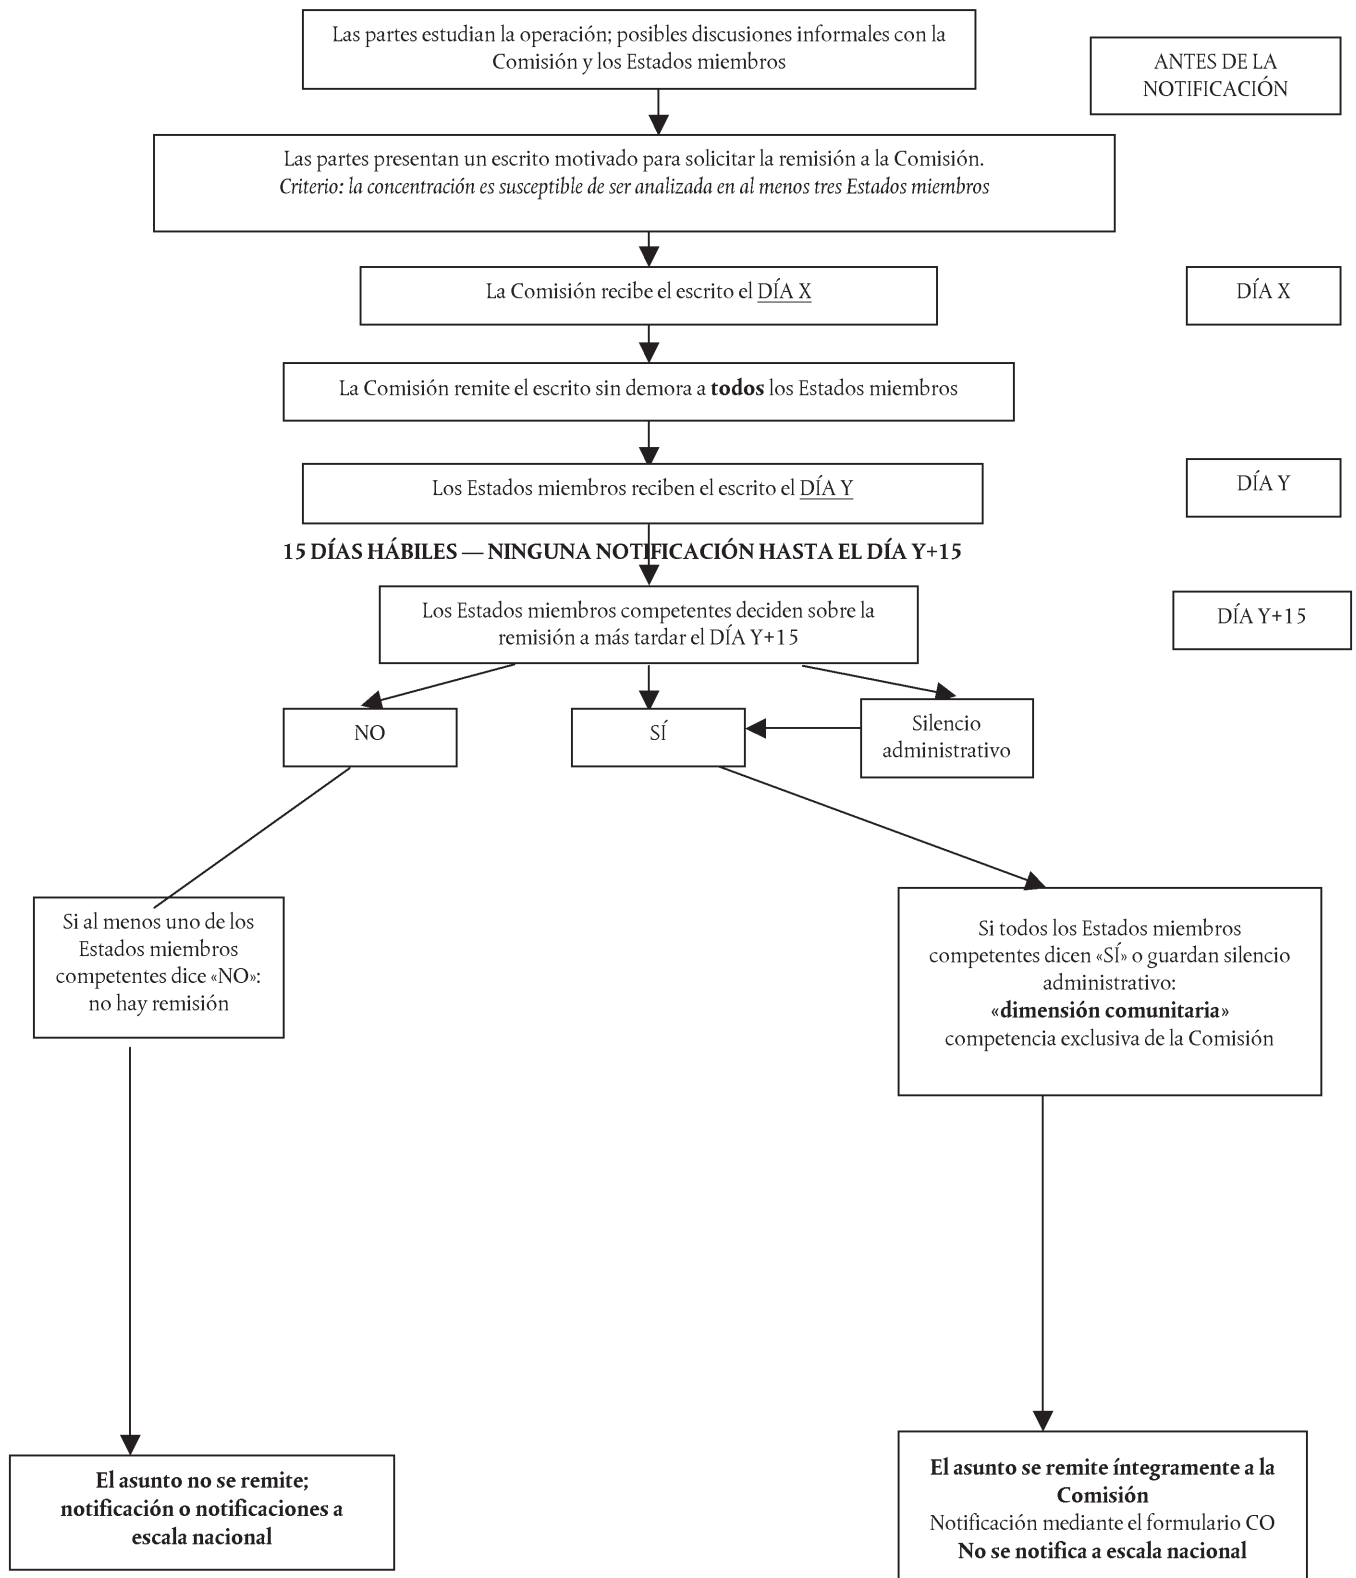 Las partes estudian la operación; posibles discusiones informales con la
Comisión y los Estados miembros
ANTES DE LA
NOTIFICACIÓN
Las partes presentan un escrito motivado para solicitar la remisión a la Comisión.
Criterio: la concentración es susceptible de ser analizada en al menos tres Estados miembros
La Comisión recibe el escrito el DÍA X
DÍA X
La Comisión remite el escrito sin demora a todos los Estados miembros
Los Estados miembros reciben el escrito el DÍA Y
DÍA Y
15 DÍAS HÁBILES — NINGUNA NOTIFICACIÓN HASTA EL DÍA Y+15
Los Estados miembros competentes deciden sobre la
remisión a más tardar el DÍA Y+15
DÍA Y+15
NO
SÍ
Silencio
administrativo
Si al menos uno de los
Estados miembros
competentes dice «NO»:
no hay remisión
Si todos los Estados miembros
competentes dicen «SÍ» o guardan silencio
administrativo:
«dimensión comunitaria»
competencia exclusiva de la Comisión
El asunto no se remite;
notificación o notificaciones a
escala nacional
El asunto se remite íntegramente a la
Comisión
Notificación mediante el formulario CO
No se notifica a escala nacional